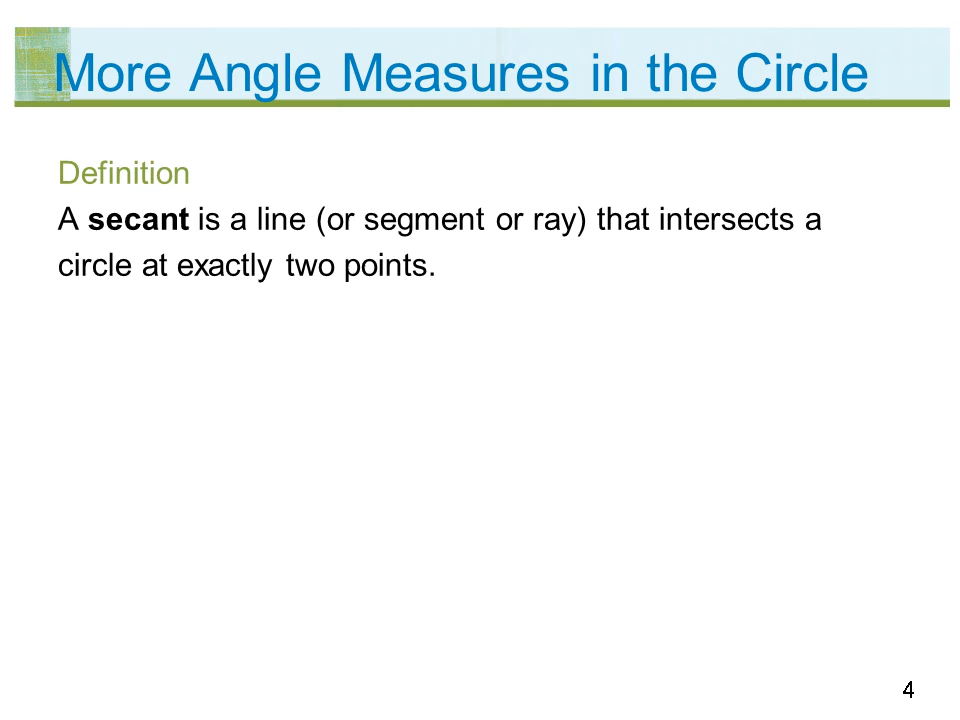 More Angle Measures in the Circle
Definition
A secant is a line (or segment or ray) that intersects a
circle at exactly two points.
4